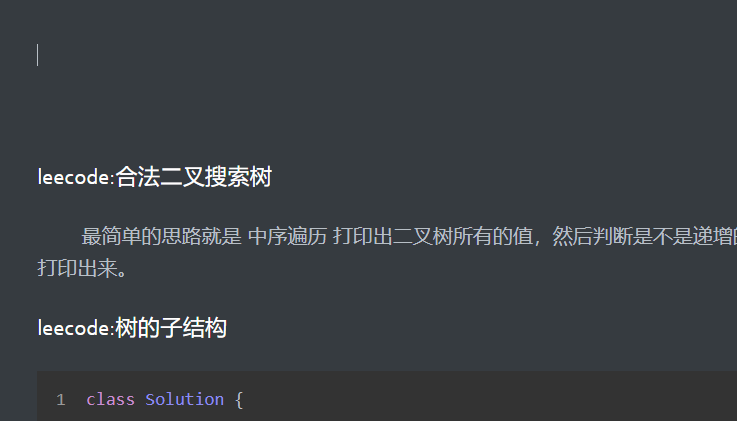 leecode:合法二叉搜索树
最简单的思路就是 中序遍历 打印出二叉树所有的值，然后判断是不是递增的
打印出来。
leecode:树的子结构
1 class Solution {